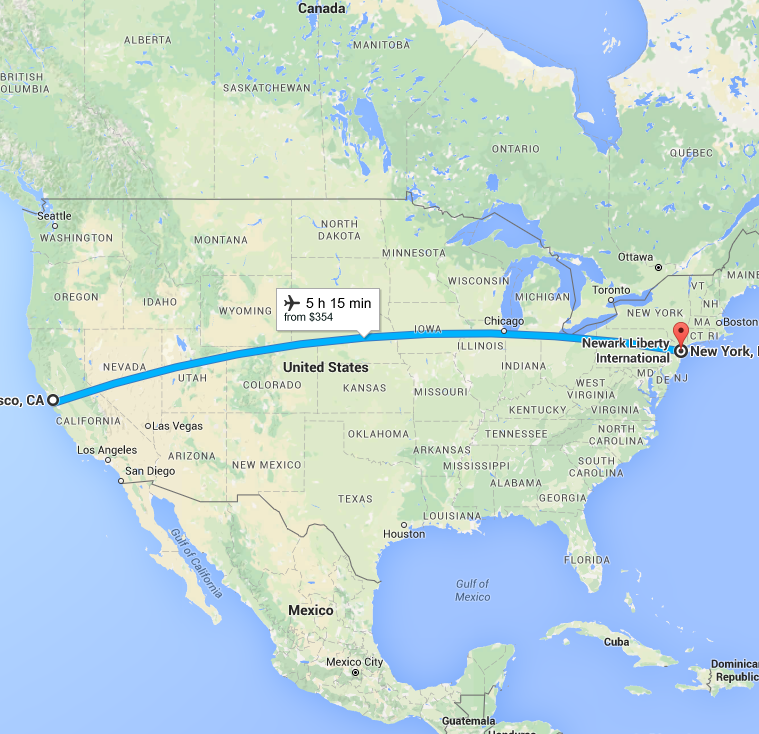 Canada
ALBERTA
MANITOBA
BRITISH
COLUMBIA
SASKATCHEWAN
ONTARIO
QUÉBEC
Seattle
WASHINGTON
MONTANA
NORTH
DAKOTA
MINNESOTA
Ottawa
MAINE
OREGON
IDAHO
WYOMING
WISCONSIN
MICHIGAN
Toronto
VT
NH
NEW YORK
MA
Boston
CT RI
5 h 15 min
from $354
IOWA
Chicago
ILLINOIS
INDIANA
Newark Liberty
International
New York,
MD DE NJ
NEVADA
UTAH
COLORADO
United States
KANSAS
MISSOURI
WEST
VIRGINIA
KENTUCKY
VIRGINIA
sco, CA
CALIFORNIA
Las Vegas
Los Angeles
San Diego
ARIZONA
NEW MEXICO
OKLAHOMA
ARKANSAS
TENNESSEE
NORTH
CAROLINA
MISSISSIPPI
SOUTH
CAROLINA
ALABAMA
GEORGIA
TEXAS
LOUISIANA
Houston
FLORIDA
Gulf of California
Gulf of
Mexico
Mexico
Mexico City
Cuba
Dominican
Republic
Guatemala
Honduras